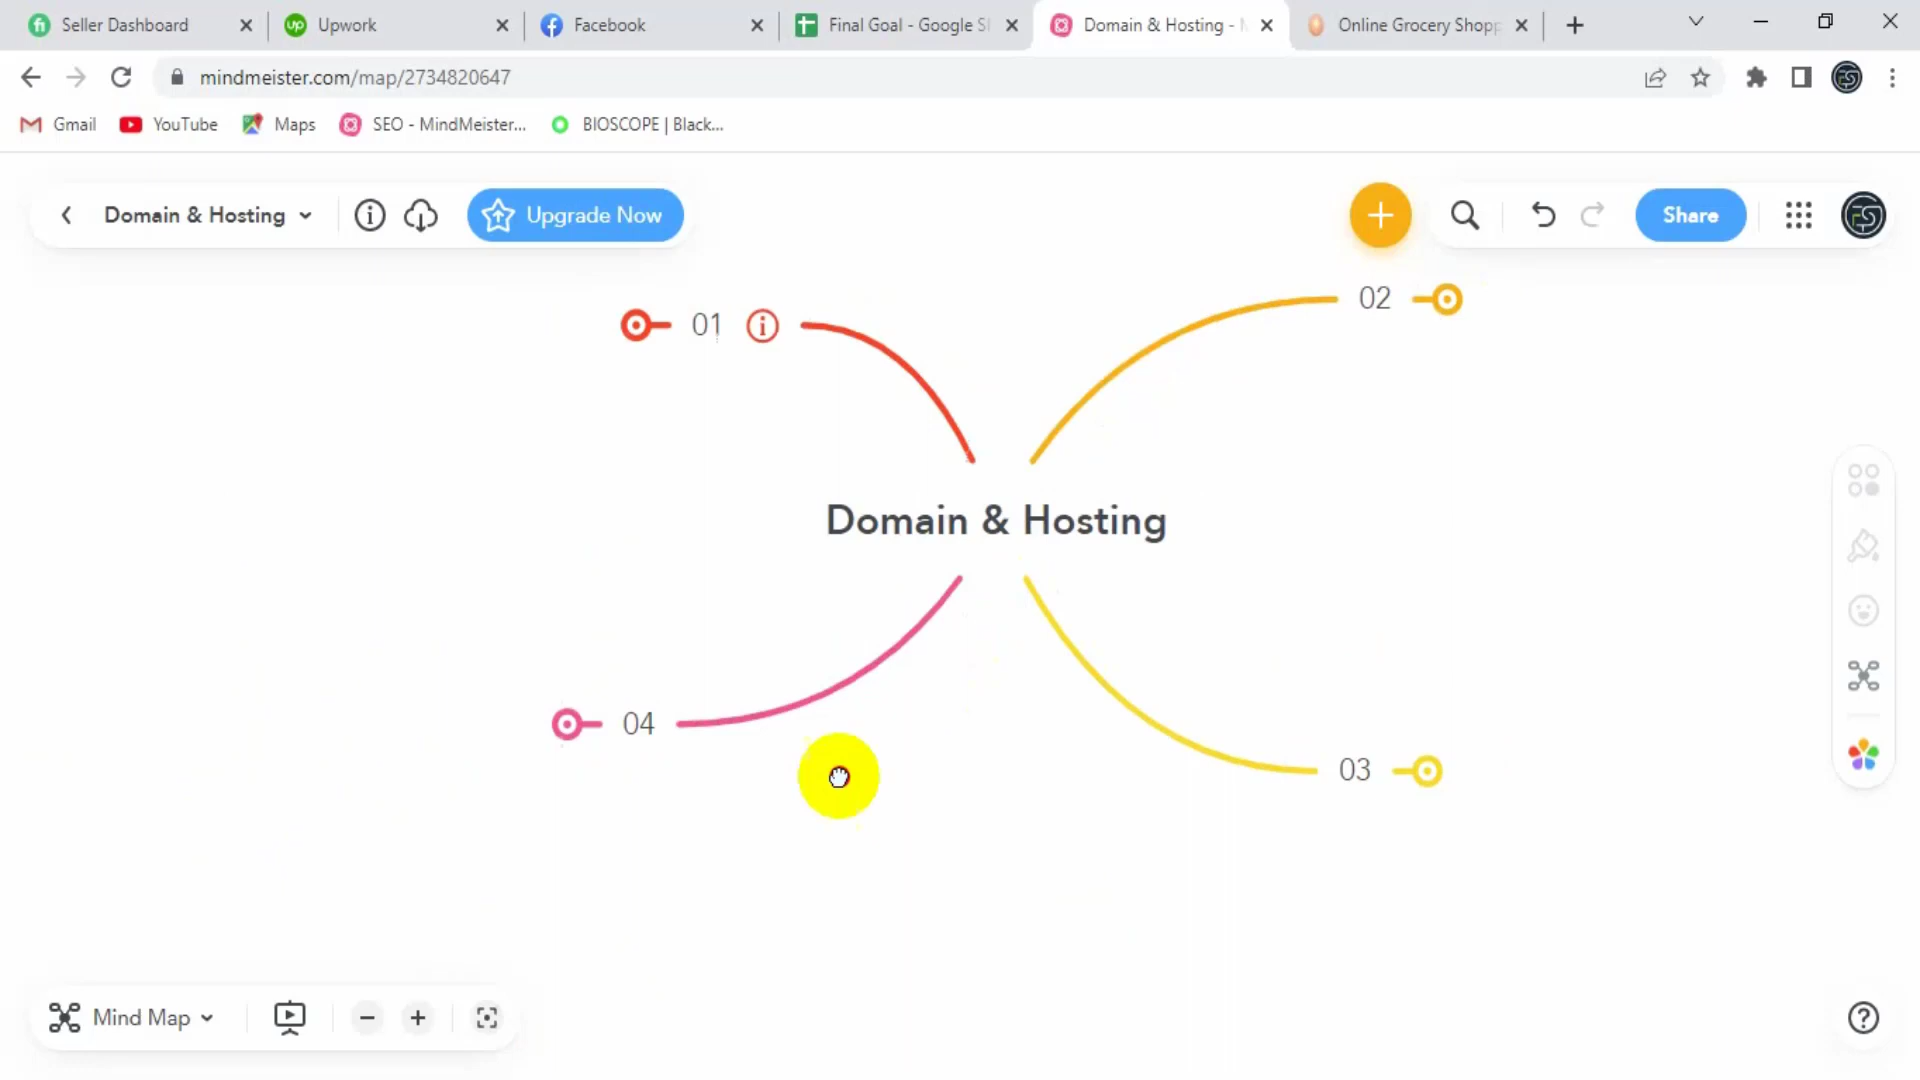 Seller Dashboard
Upwork
Facebook
Final Goal - Google S
Domain & Hosting -
Online Grocery Shopp
mindmeister.com/map/2734820647
Gmail
YouTube
Maps
SEO - MindMeister...
BIOSCOPE | Black...
Domain & Hosting
Upgrade Now
Share
01
02
Domain & Hosting
04
03
Mind Map